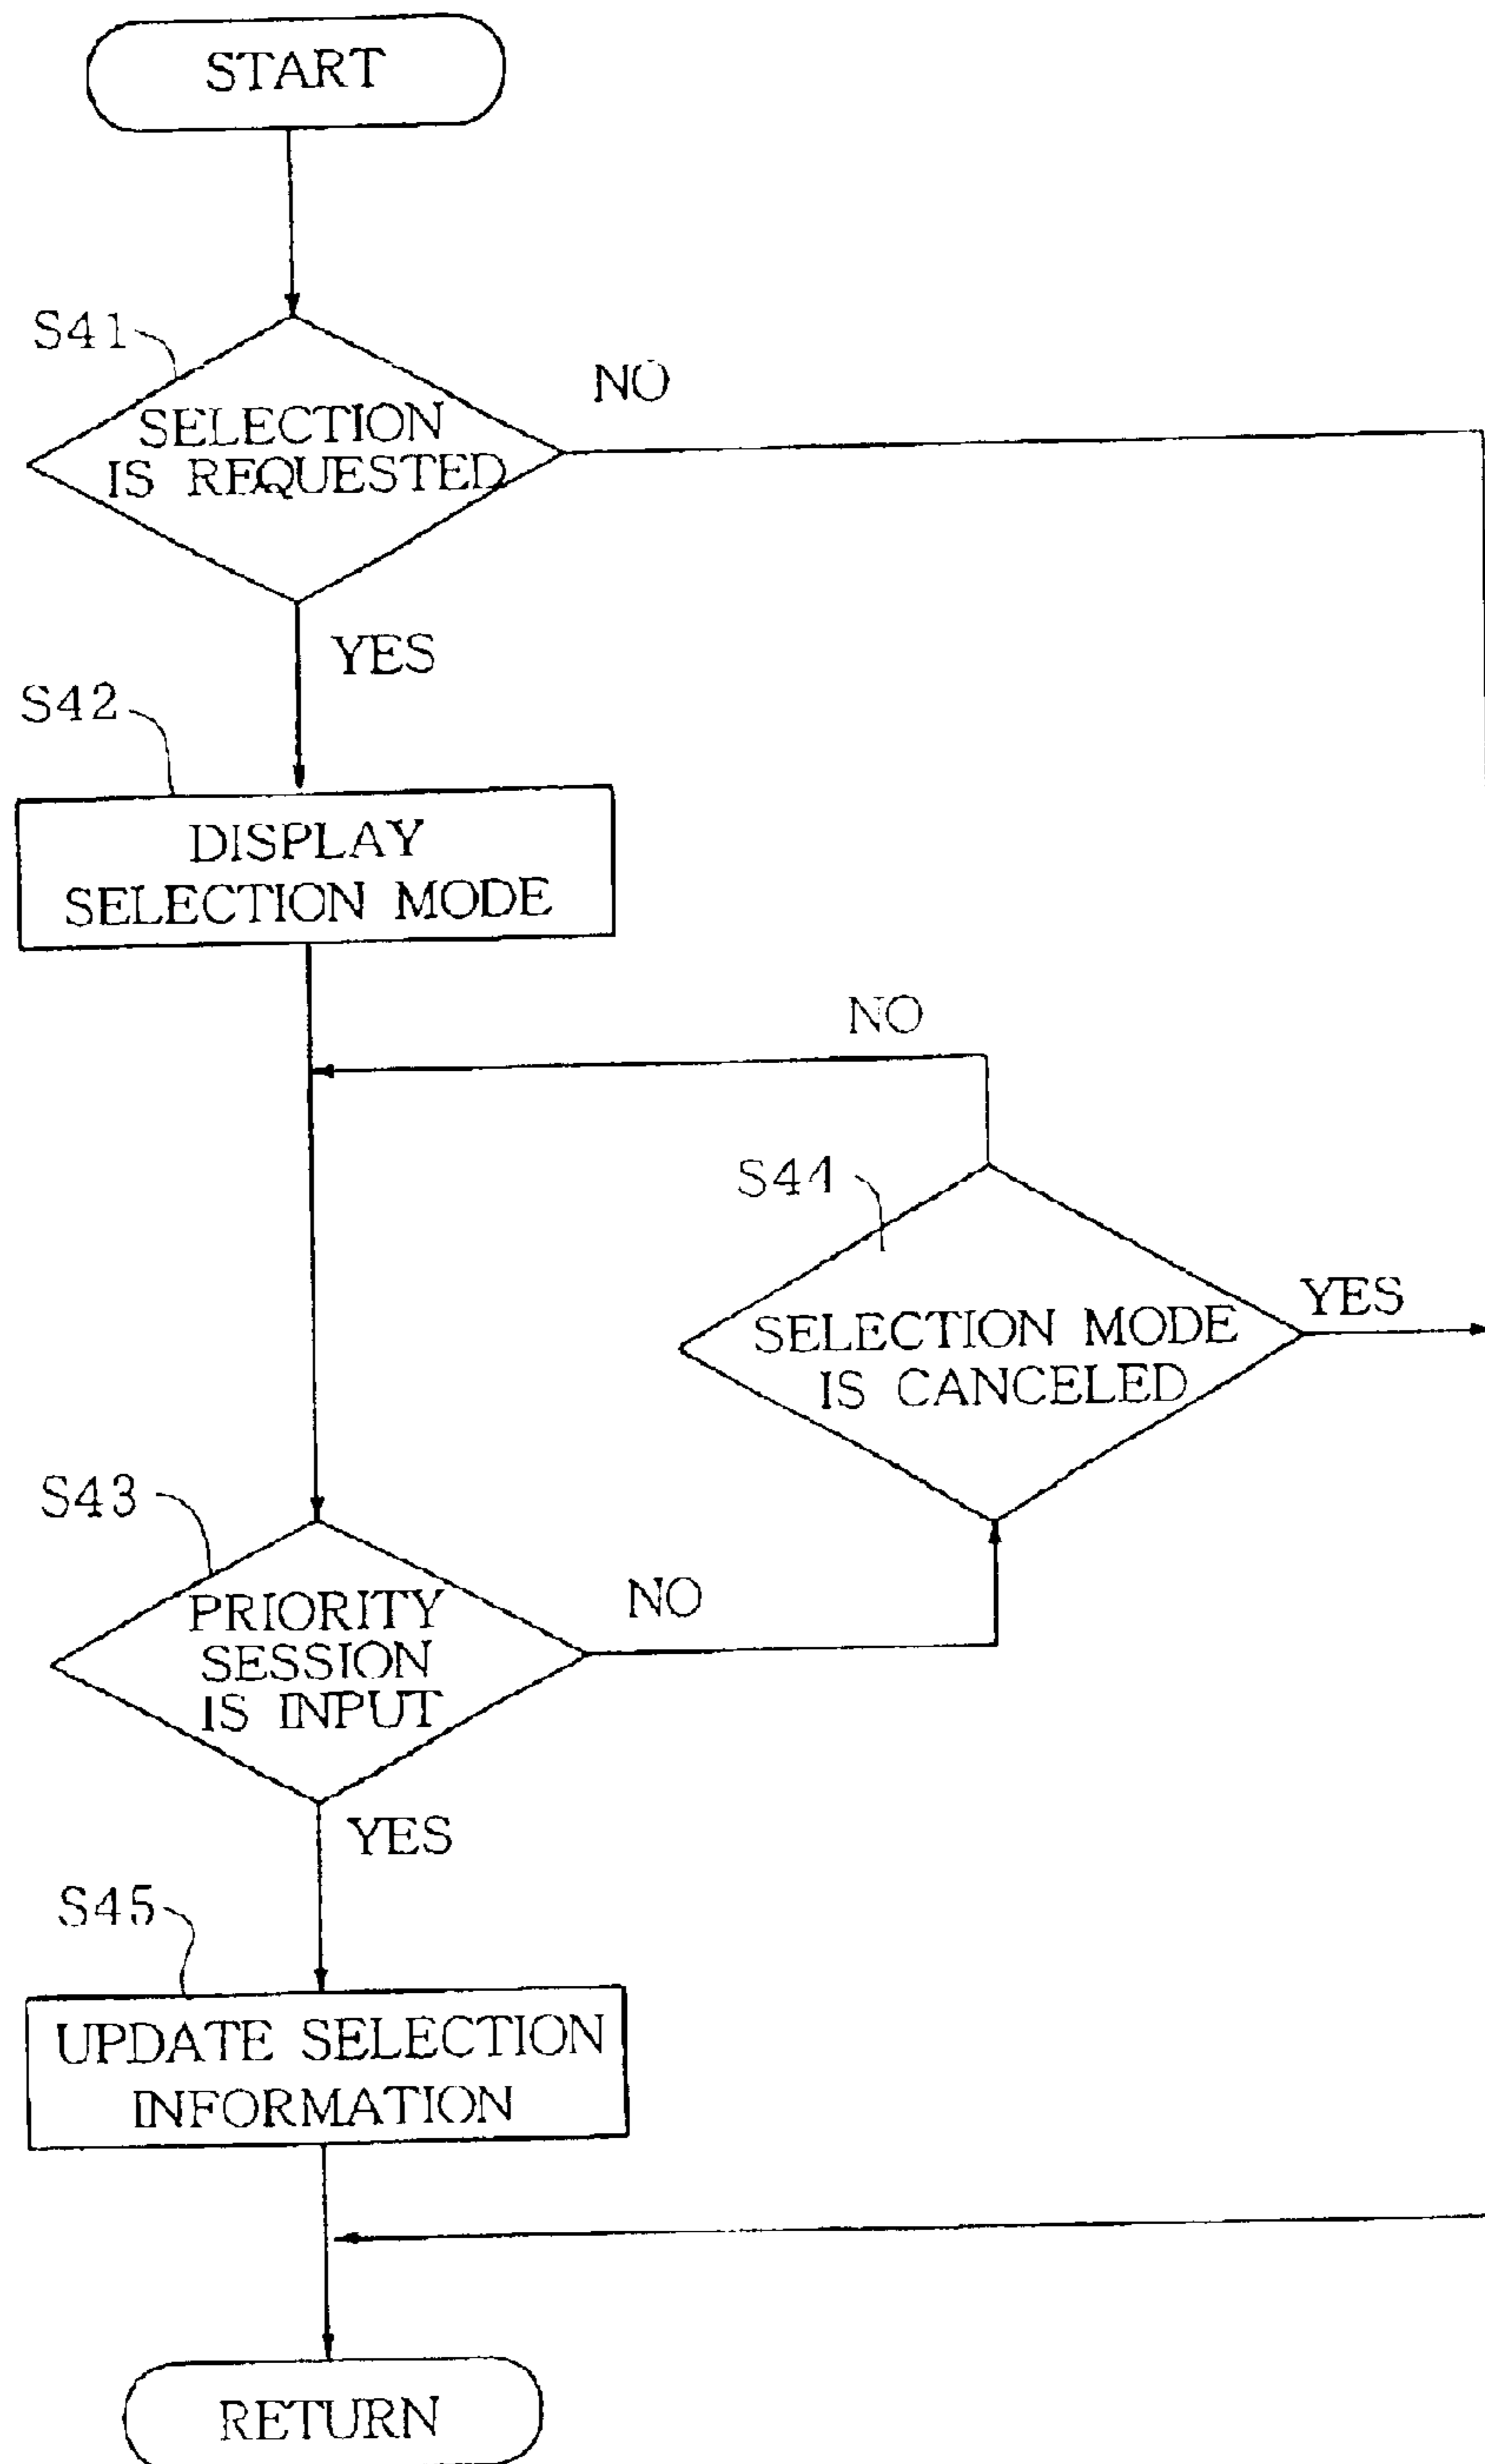 START
S41
SELECTION
IS REQUESTED
NO
YES
S42
DISPLAY
SELECTION MODE
NO
S44
SELECTION MODE
IS CANCELED
YES
S43
PRIORITY
SESSION
IS INPUT
NO
YES
S45
UPDATE SELECTION
INFORMATION
RETURN